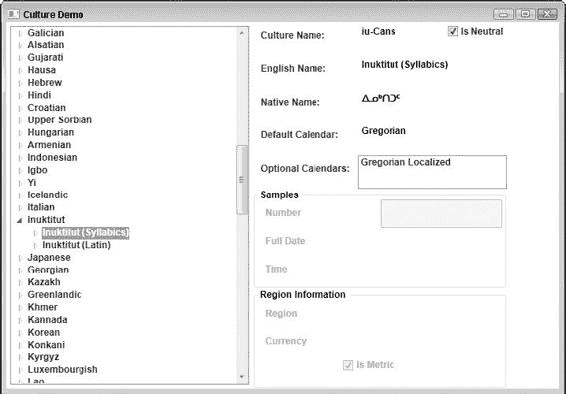 Culture Demo
Galician
Alsatian
Gujarati
Hausa
Hebrew
Hindi
Croatian
Upper Sorbian
Hungarian
Armenian
Indonesian
Igbo
Yi
Icelandic
Italian
Inuktitut
Inuktitut (Syllabics)
Inuktitut (Latin)
Japanese
Georgian
Kazakh
Greenlandic
Khmer
Kannada
Korean
Konkani
Kyrgyz
Luxembourgish
Lao
Culture Name: iu-Cans Is Neutral
English Name: Inuktitut (Syllabics)
Native Name: ᐃᓄᒃᑎᑐᑦ
Default Calendar: Gregorian
Optional Calendars: Gregorian Localized
Samples
Number
Full Date
Time
Region Information
Region
Currency
Is Metric